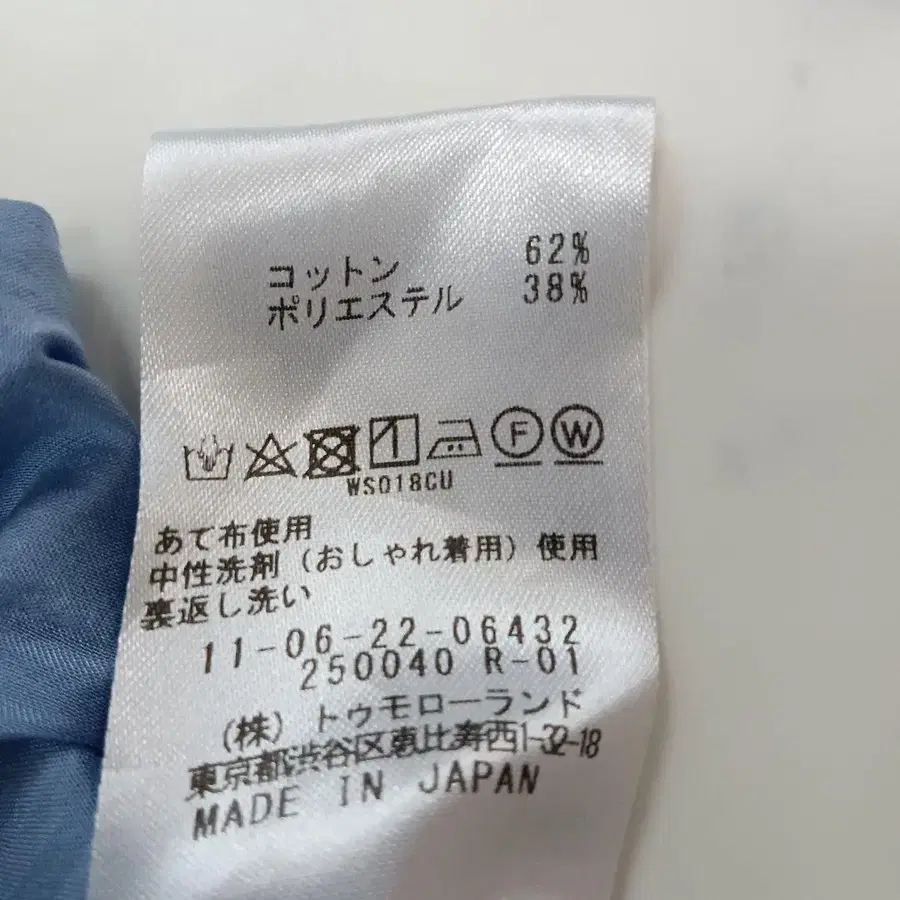 コットン 62%
ポリエステル 38%
F W
WS018CU
あて布使用
中性洗剤（おしゃれ着用）使用
裏返し洗い
11-06-22-06432
250040 R-01
（株）トゥモローランド
東京都渋谷区恵比寿西1-32-18
MADE IN JAPAN